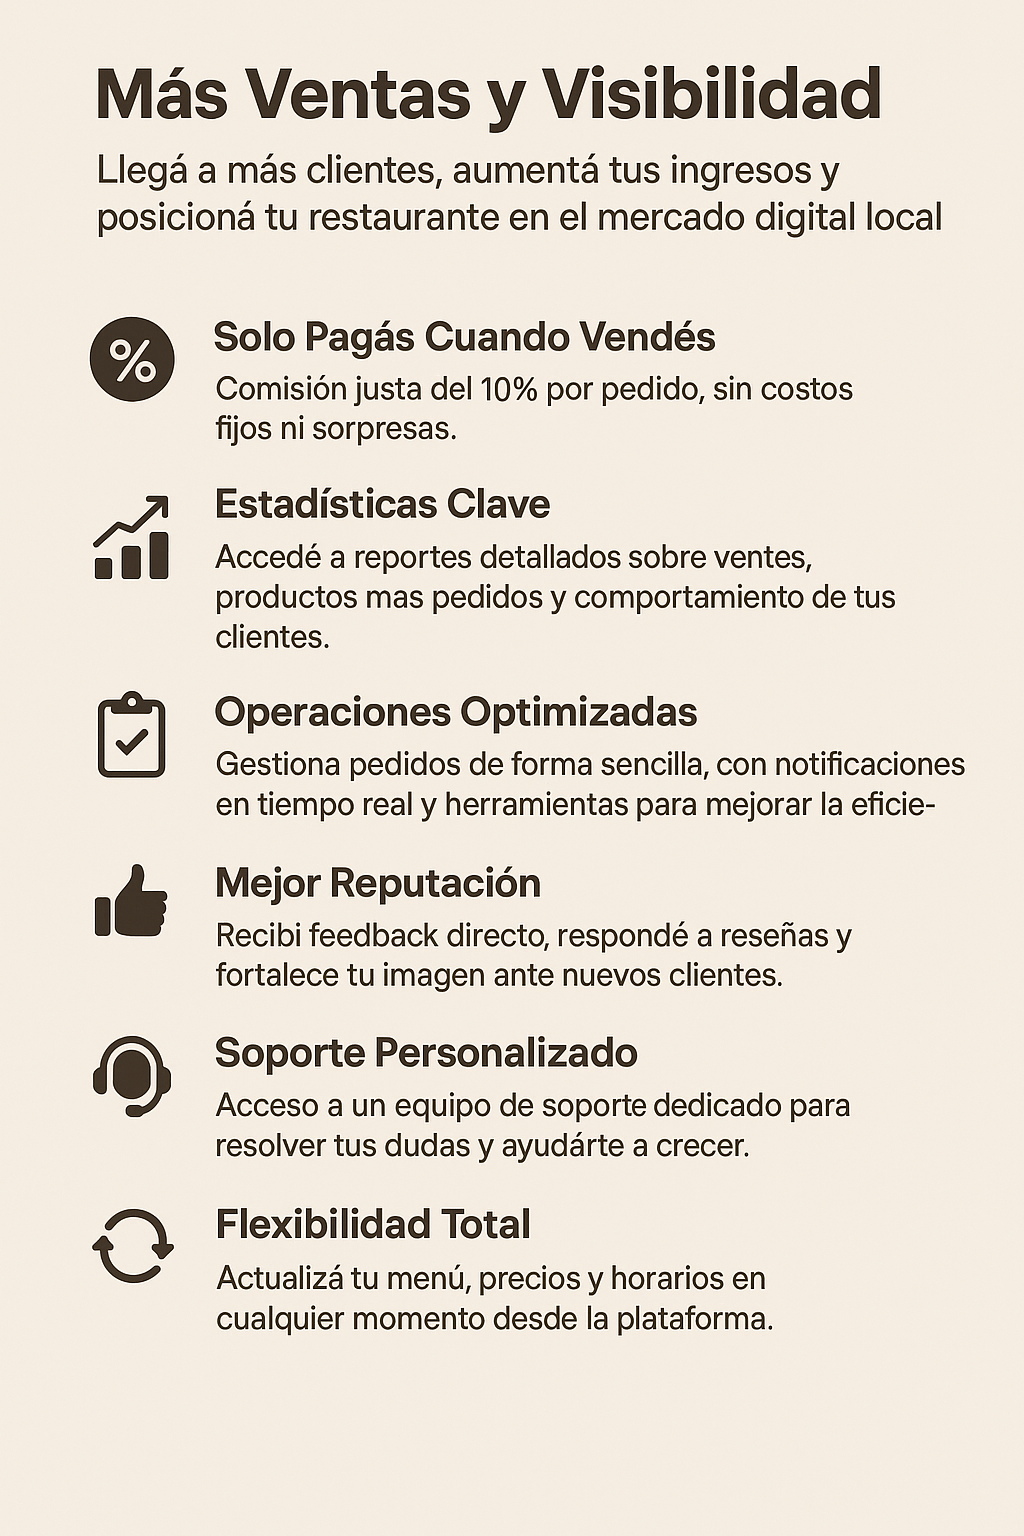 Más Ventas y Visibilidad
Llegá a más clientes, aumentá tus ingresos y
posicioná tu restaurante en el mercado digital local
%
Solo Pagás Cuando Vendés
Comisión justa del 10% por pedido, sin costos
fijos ni sorpresas.
Estadísticas Clave
Accedé a reportes detallados sobre ventes,
productos mas pedidos y comportamiento de tus
clientes.
Operaciones Optimizadas
Gestiona pedidos de forma sencilla, con notificaciones
en tiempo real y herramientas para mejorar la eficie-
Mejor Reputación
Recibi feedback directo, respondé a reseñas y
fortalece tu imagen ante nuevos clientes.
Soporte Personalizado
Acceso a un equipo de soporte dedicado para
resolver tus dudas y ayudárte a crecer.
Flexibilidad Total
Actualizá tu menú, precios y horarios en
cualquier momento desde la plataforma.